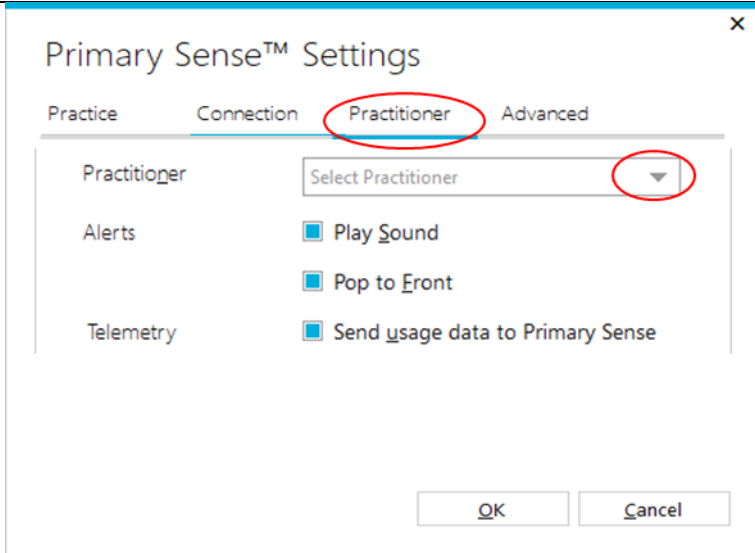 Primary Sense™ Settings
Practice Connection Practitioner Advanced
Practitioner Select Practitioner
Alerts Play Sound
Pop to Front
Telemetry Send usage data to Primary Sense
OK Cancel